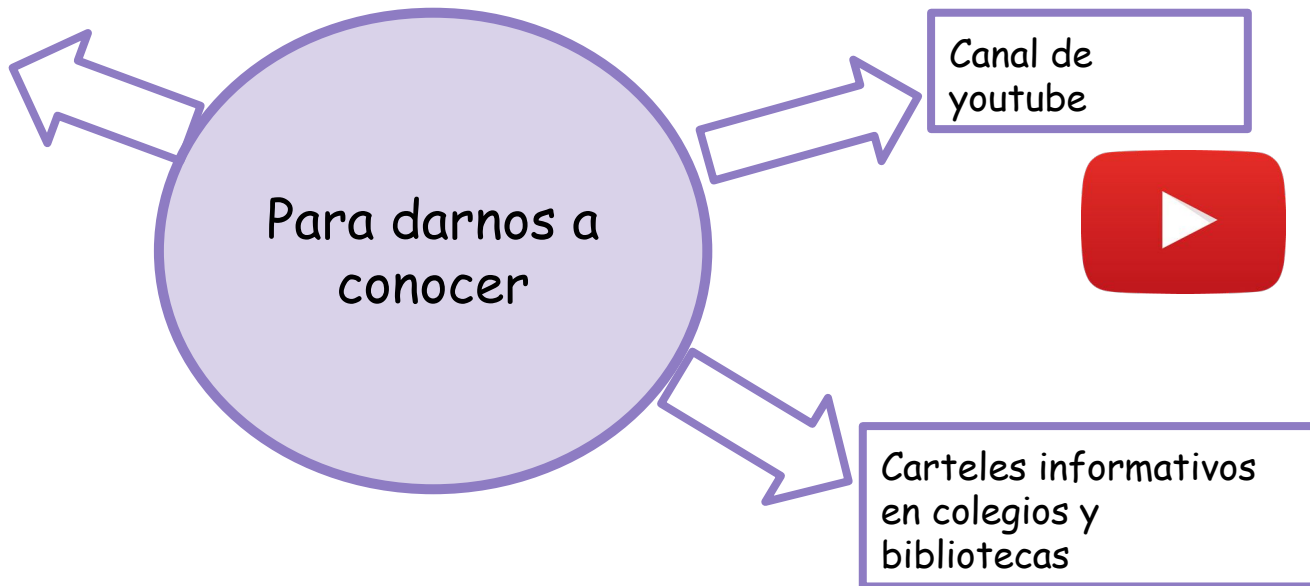 Para darnos a
conocer
Canal de
youtube
Carteles informativos
en colegios y
bibliotecas